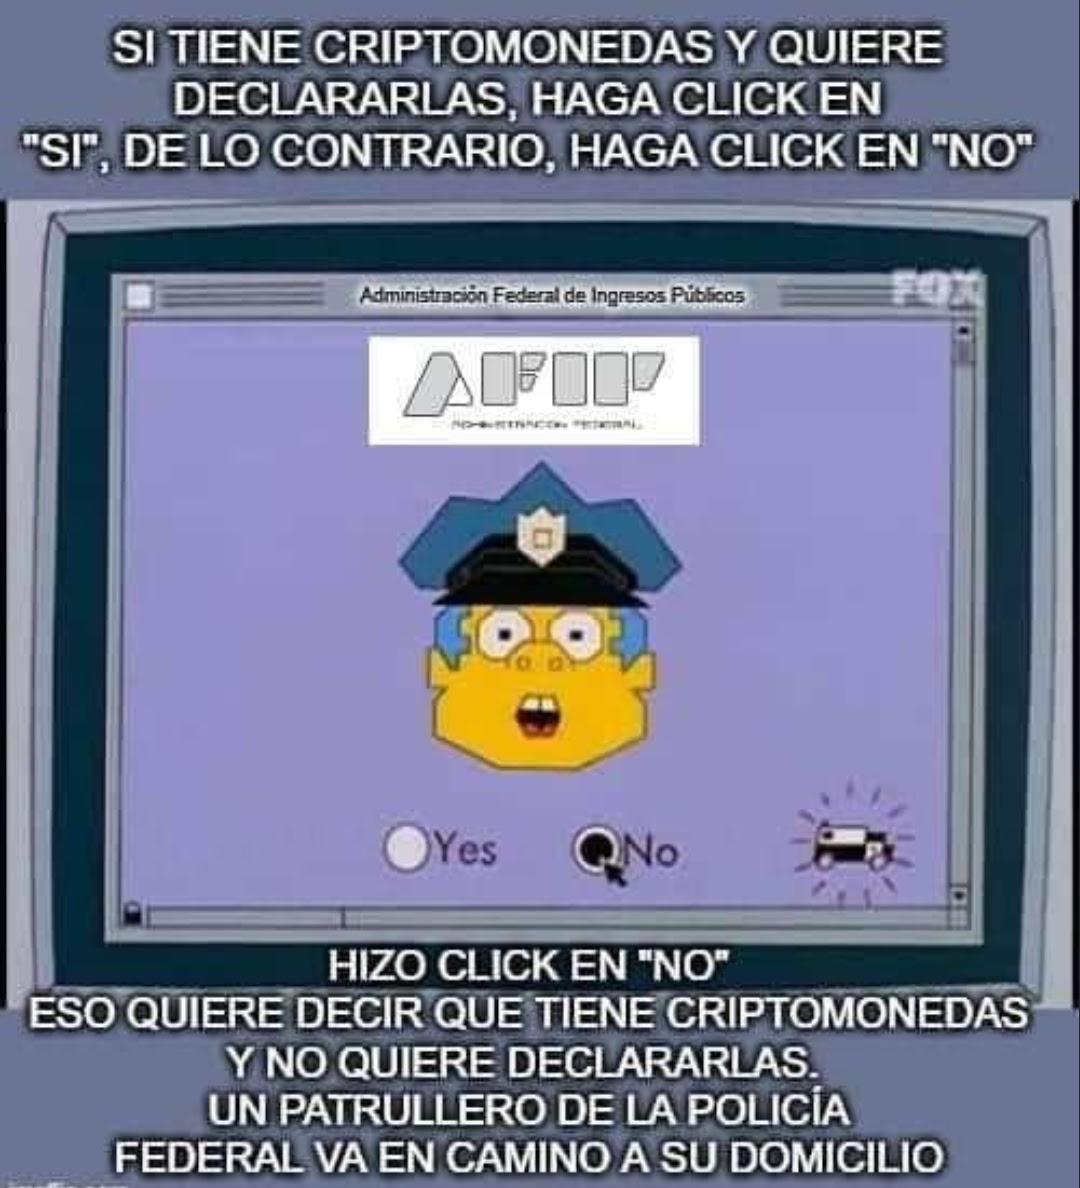 SI TIENE CRIPTOMONEDAS Y QUIERE
DECLARARLAS, HAGA CLICK EN
"SI", DE LO CONTRARIO, HAGA CLICK EN "NO"
Administración Federal de Ingresos Públicos
FOX
AFIP
ADMINISTRACION FEDERAL
Yes
No
HIZO CLICK EN "NO"
ESO QUIERE DECIR QUE TIENE CRIPTOMONEDAS
Y NO QUIERE DECLARARLAS.
UN PATRULLERO DE LA POLICÍA
FEDERAL VA EN CAMINO A SU DOMICILIO